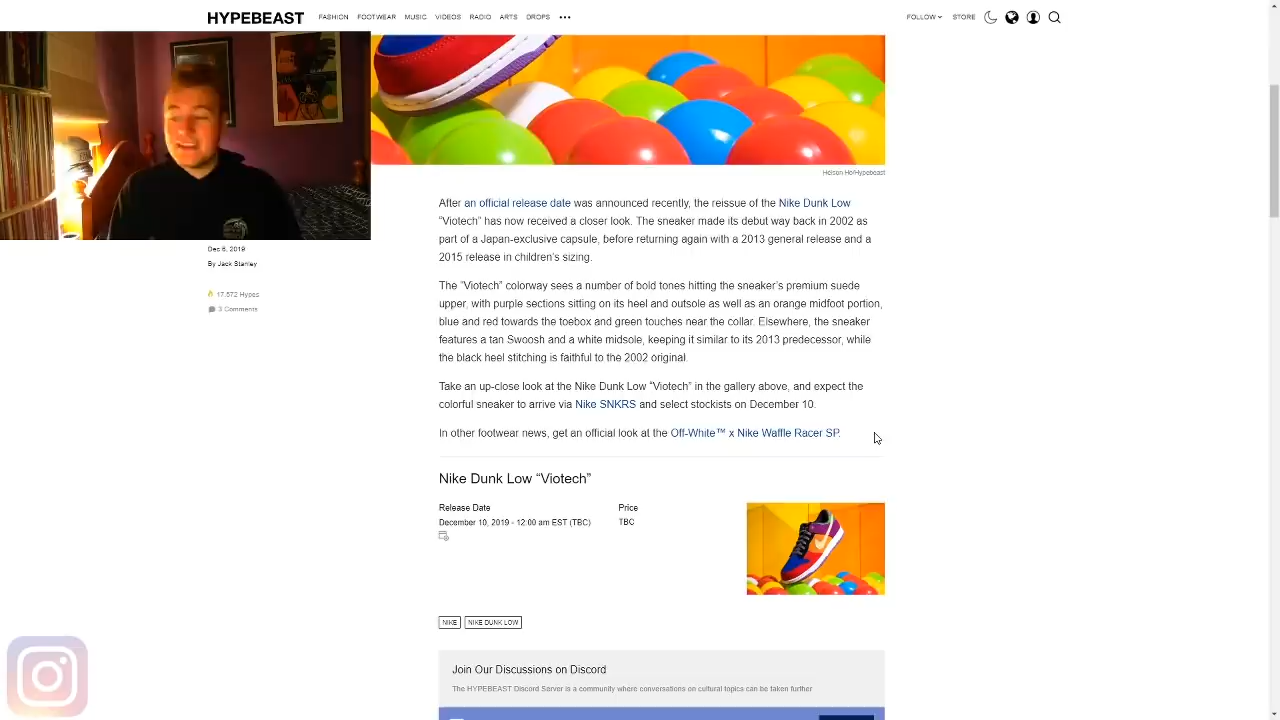 HYPEBEAST
FASHION FOOTWEAR MUSIC VIDEOS RADIO ARTS DROPS
FOLLOW STORE
Nelson Ho/Hypebeast
Dec 6, 2019
By Jack Stanley
17,572 Hypes
3 Comments
After an official release date was announced recently, the reissue of the Nike Dunk Low
“Viotech” has now received a closer look. The sneaker made its debut way back in 2002 as
part of a Japan-exclusive capsule, before returning again with a 2013 general release and a
2015 release in children’s sizing.
The “Viotech” colorway sees a number of bold tones hitting the sneaker’s premium suede
upper, with purple sections sitting on its heel and outsole as well as an orange midfoot portion,
blue and red towards the toebox and green touches near the collar. Elsewhere, the sneaker
features a tan Swoosh and a white midsole, keeping it similar to its 2013 predecessor, while
the black heel stitching is faithful to the 2002 original.
Take an up-close look at the Nike Dunk Low “Viotech” in the gallery above, and expect the
colorful sneaker to arrive via Nike SNKRS and select stockists on December 10.
In other footwear news, get an official look at the Off-White™ x Nike Waffle Racer SP.
Nike Dunk Low “Viotech”
Release Date Price
December 10, 2019 - 12:00 am EST (TBC) TBC
NIKE NIKE DUNK LOW
Join Our Discussions on Discord
The HYPEBEAST Discord Server is a community where conversations on cultural topics can be taken further